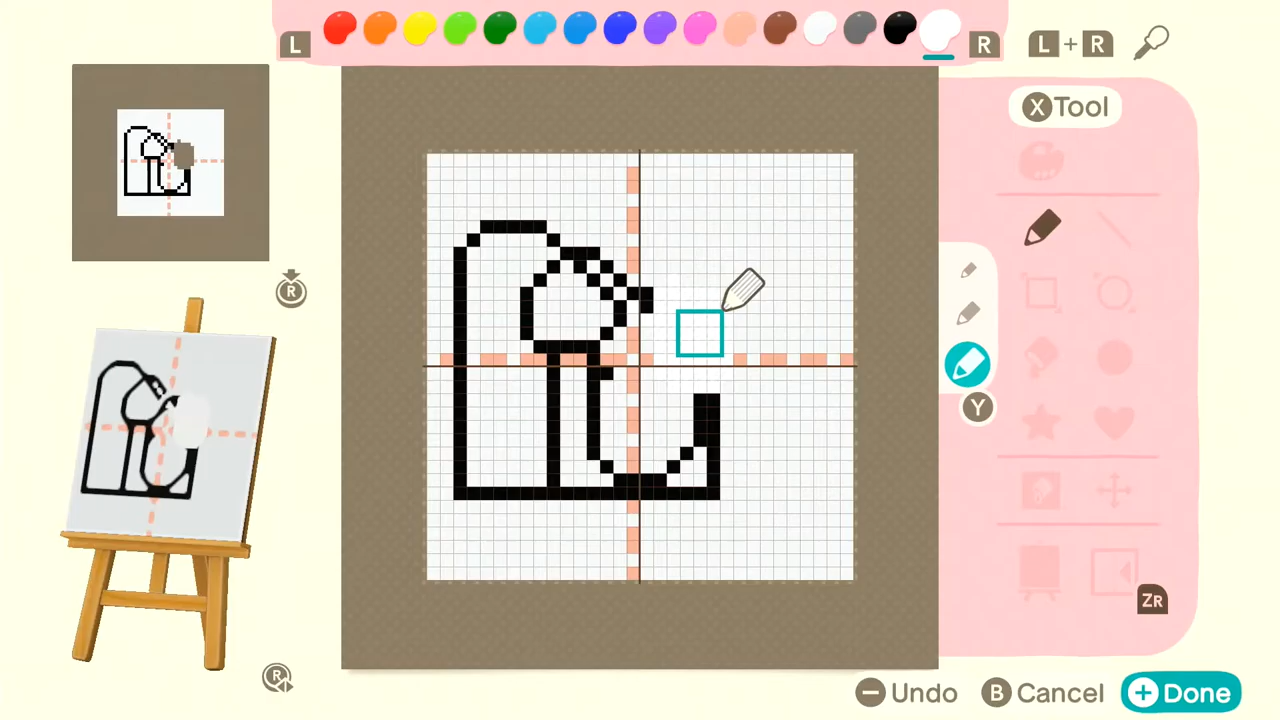 L
R
L + R
X Tool
R
Y
ZR
R
− Undo
B Cancel
+ Done